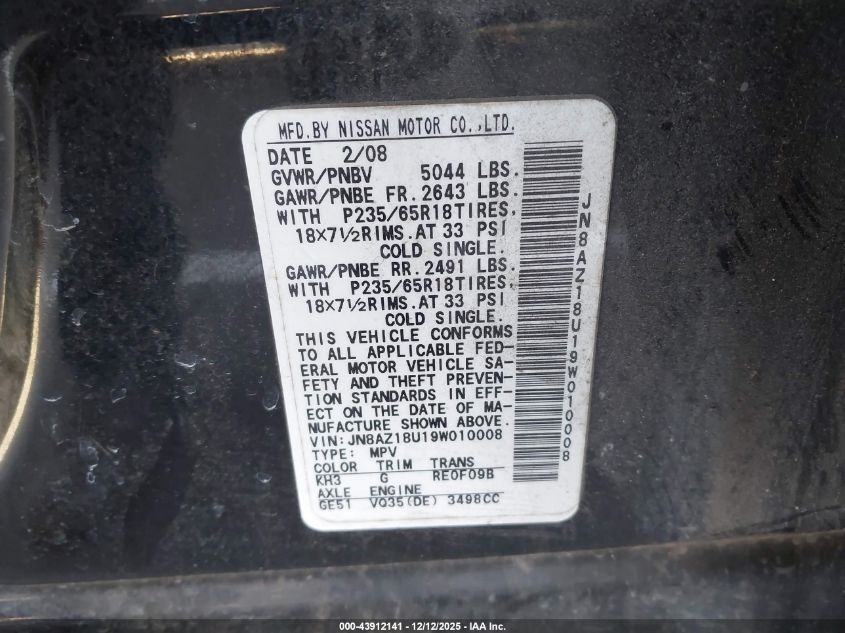 MFD.BY NISSAN MOTOR CO.,LTD.
DATE 2/08
GVWR/PNBV 5044 LBS.
GAWR/PNBE FR.2643 LBS.
WITH P235/65R18TIRES,
18×7½RIMS.AT 33 PSI
COLD SINGLE.
GAWR/PNBE RR.2491 LBS.
WITH P235/65R18TIRES,
18×7½RIMS.AT 33 PSI
COLD SINGLE.
THIS VEHICLE CONFORMS
TO ALL APPLICABLE FED-
ERAL MOTOR VEHICLE SA-
FETY AND THEFT PREVEN-
TION STANDARDS IN EFF-
ECT ON THE DATE OF MA-
NUFACTURE SHOWN ABOVE.
VIN:JN8AZ18U19W010008
TYPE: MPV
COLOR TRIM TRANS
KH3 G RE0F09B
AXLE ENGINE
GE51 VQ35(DE) 3498CC
JN8AZ18U19W010008
000-43912141 - 12/12/2025 - IAA Inc.